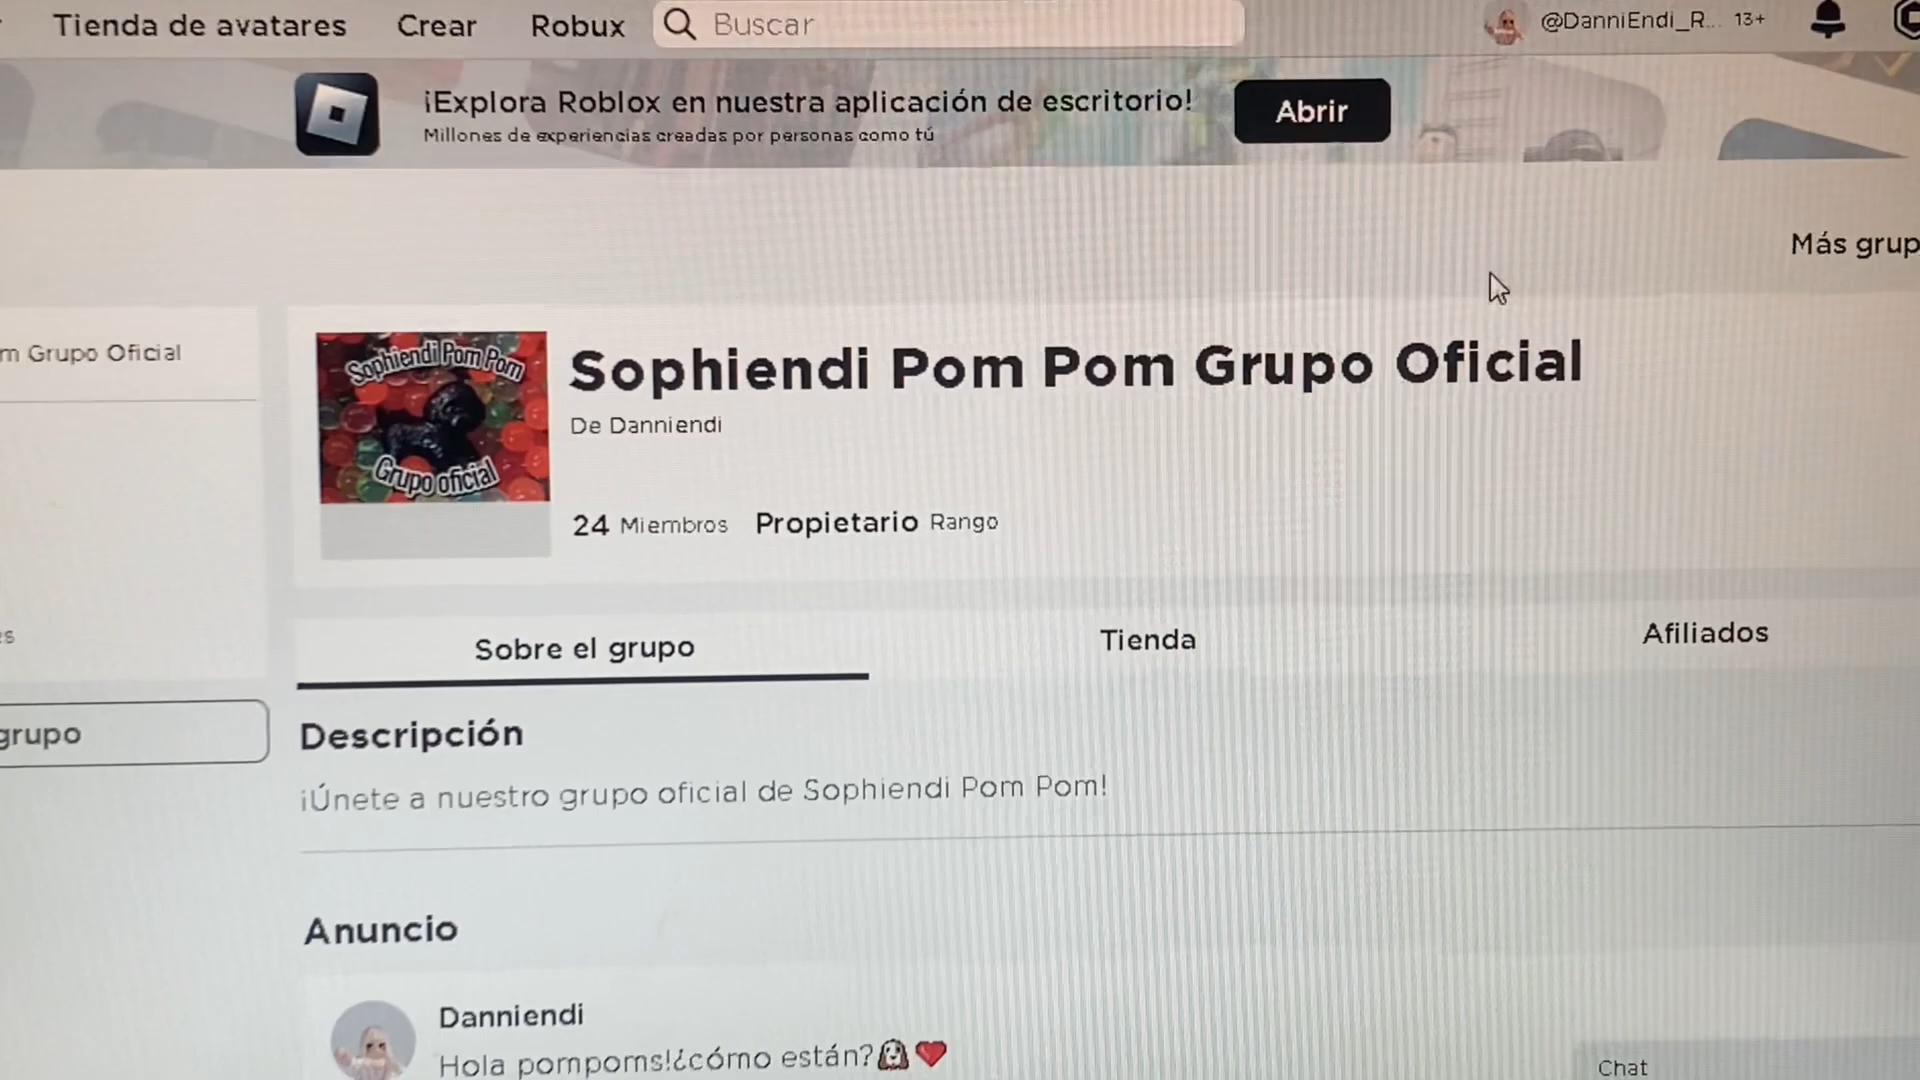 Tienda de avatares Crear Robux Buscar @DanniEndi_R... 13+
¡Explora Roblox en nuestra aplicación de escritorio! Abrir
Millones de experiencias creadas por personas como tú
Más grup
m Grupo Oficial
Sophiendi Pom Pom
Grupo oficial
Sophiendi Pom Pom Grupo Oficial
De Danniendi
24 Miembros Propietario Rango
es
Sobre el grupo Tienda Afiliados
grupo
Descripción
¡Únete a nuestro grupo oficial de Sophiendi Pom Pom!
Anuncio
Danniendi
Hola pompoms!¿cómo están?
Chat